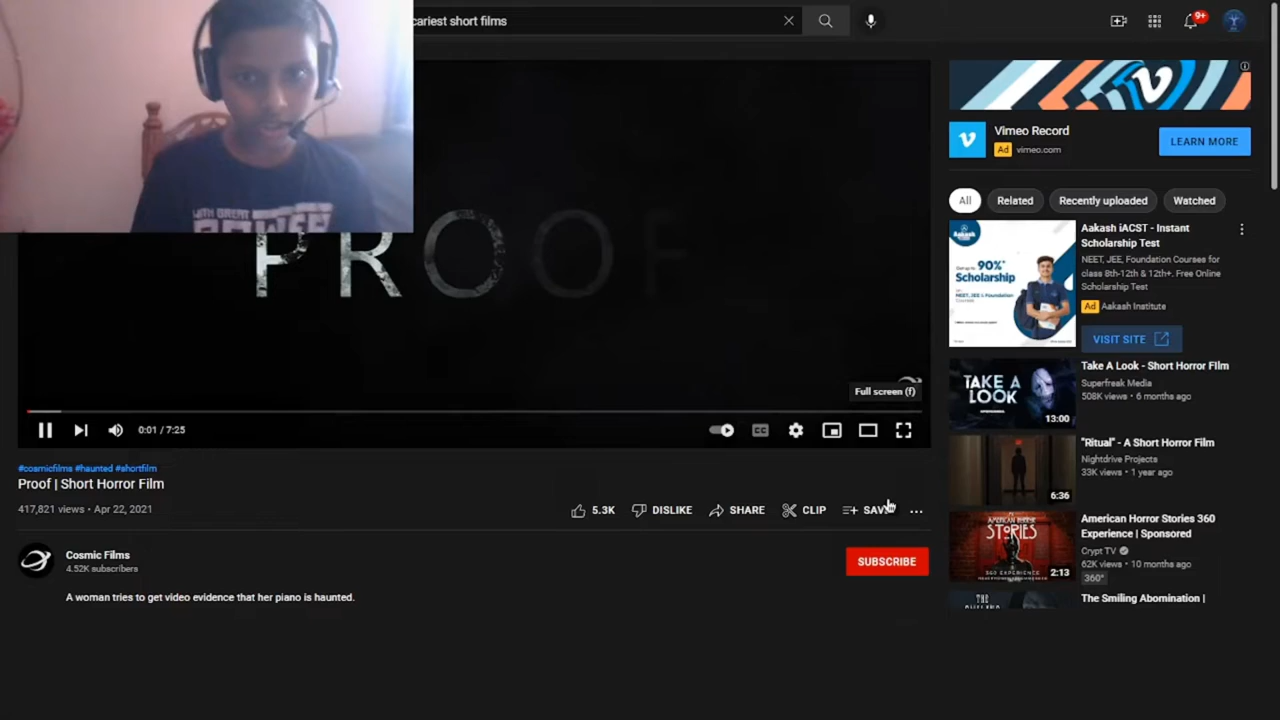 cariest short films
9+
WITH GREAT
POWER
PROOF
Full screen (f)
0:01 / 7:25
CC
#cosmicfilms #haunted #shortfilm
Proof | Short Horror Film
417,821 views • Apr 22, 2021
5.3K
DISLIKE
SHARE
CLIP
SAVE
Cosmic Films
4.52K subscribers
SUBSCRIBE
A woman tries to get video evidence that her piano is haunted.
Vimeo Record
Ad vimeo.com
LEARN MORE
All
Related
Recently uploaded
Watched
Aakash
90%*
Scholarship
Aakash iACST - Instant
Scholarship Test
NEET, JEE, Foundation Courses for
class 8th-12th & 12th+. Free Online
Scholarship Test
Ad Aakash Institute
VISIT SITE
TAKE A
LOOK
13:00
Take A Look - Short Horror Film
Superfreak Media
508K views • 6 months ago
6:36
"Ritual" - A Short Horror Film
Nightdrive Projects
33K views • 1 year ago
AMERICAN HORROR
STORIES
2:13
American Horror Stories 360
Experience | Sponsored
Crypt TV
62K views • 10 months ago
360°
THE
The Smiling Abomination |